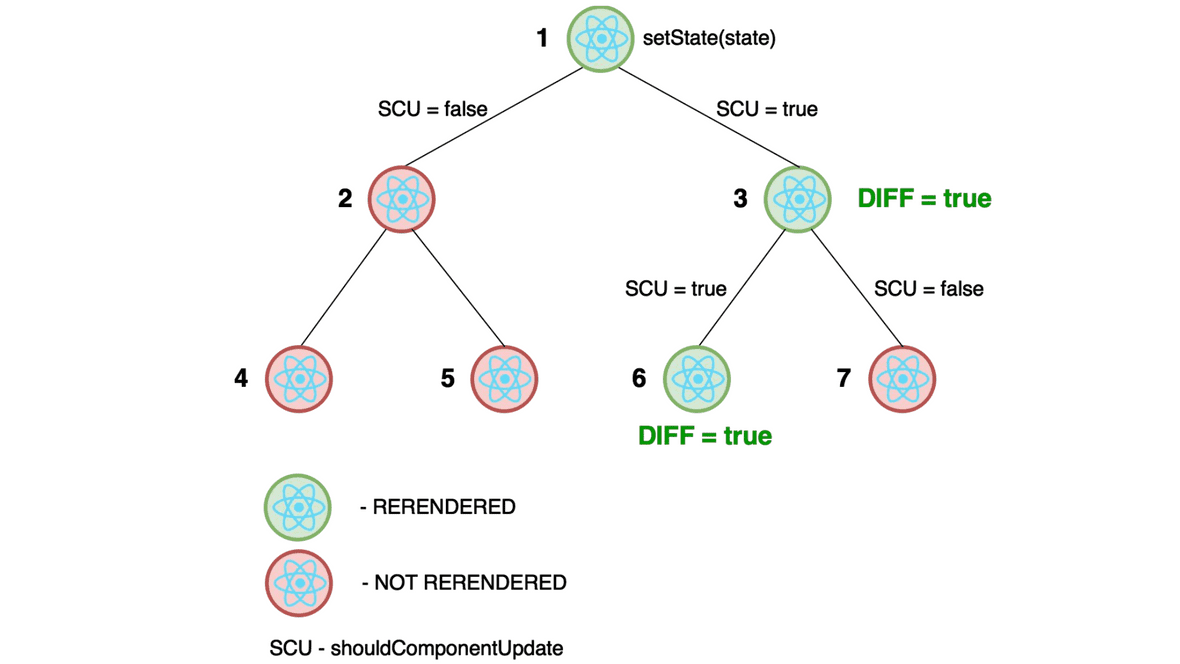 1
setState(state)
SCU = false
SCU = true
2
3
DIFF = true
SCU = true
SCU = false
4
5
6
7
DIFF = true
- RERENDERED
- NOT RERENDERED
SCU - shouldComponentUpdate